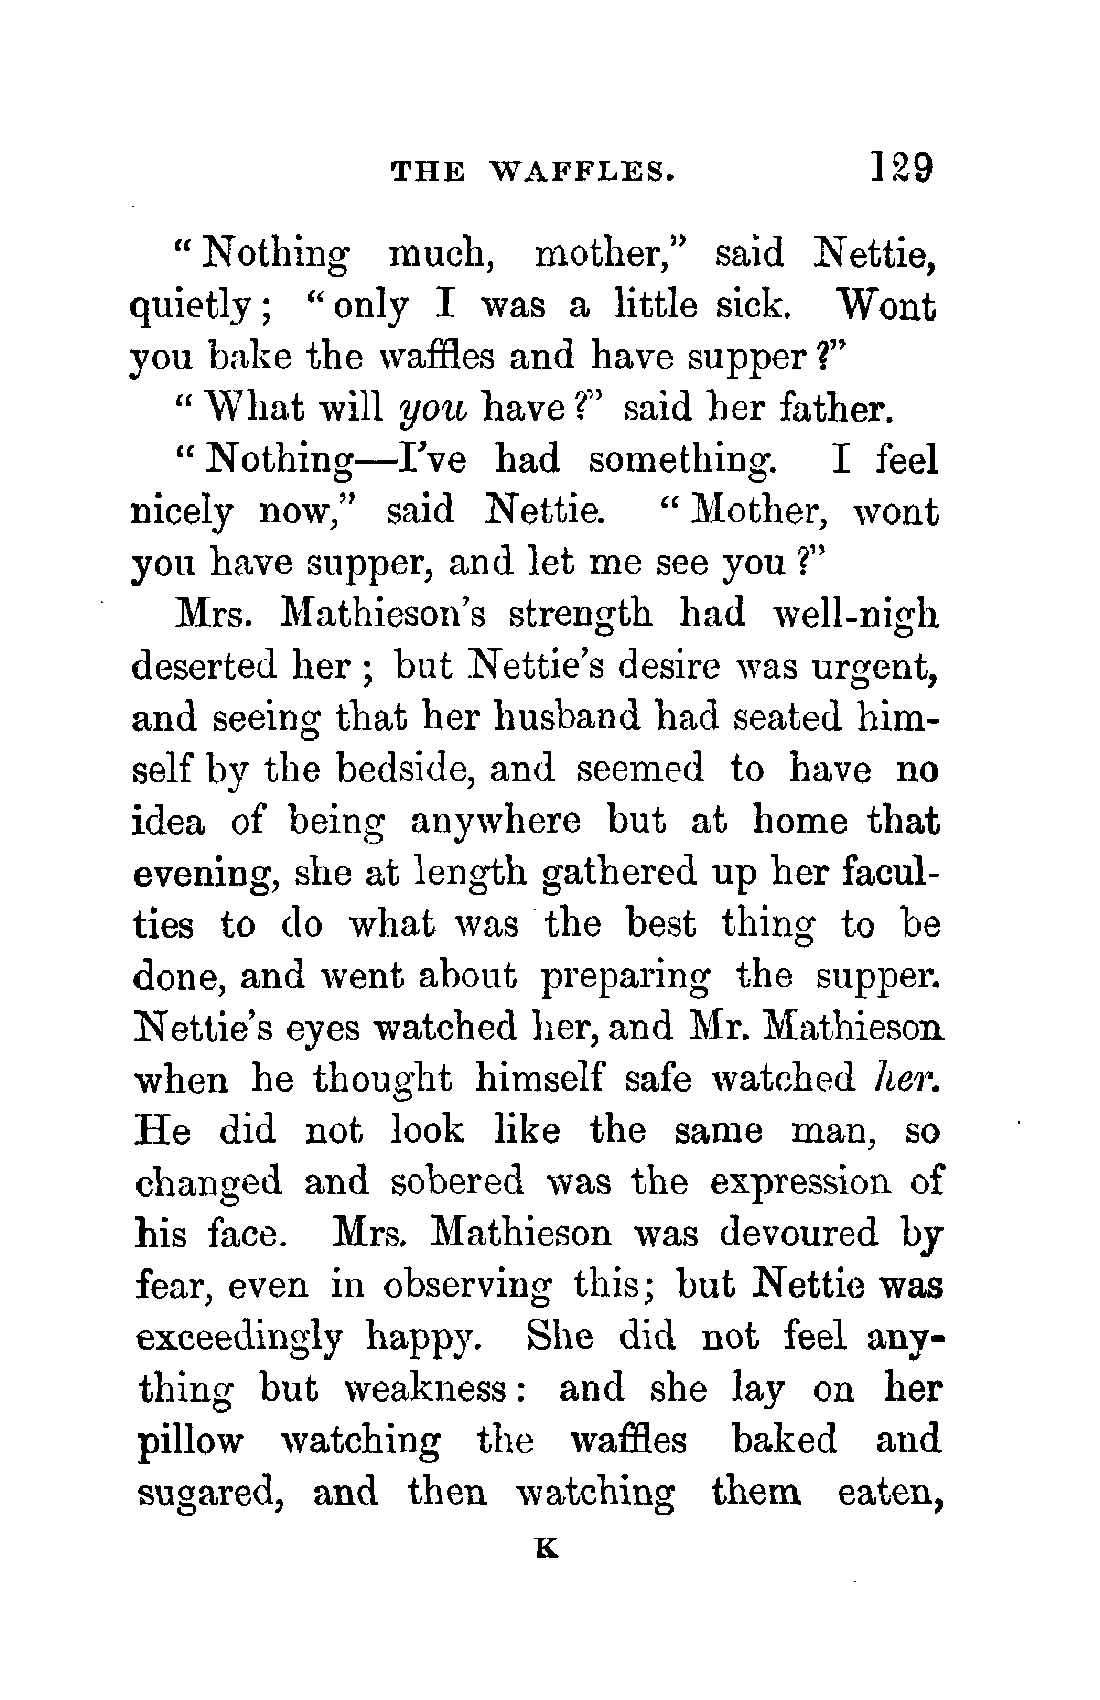 THE WAFFLES. 129
“Nothing much, mother,” said Nettie,
quietly; “only I was a little sick. Wont
you bake the waffles and have supper?”
“What will you have?” said her father.
“Nothing—I’ve had something. I feel
nicely now,” said Nettie. “Mother, wont
you have supper, and let me see you?”
Mrs. Mathieson’s strength had well-nigh
deserted her; but Nettie’s desire was urgent,
and seeing that her husband had seated him-
self by the bedside, and seemed to have no
idea of being anywhere but at home that
evening, she at length gathered up her facul-
ties to do what was the best thing to be
done, and went about preparing the supper.
Nettie’s eyes watched her, and Mr. Mathieson
when he thought himself safe watched her.
He did not look like the same man, so
changed and sobered was the expression of
his face. Mrs. Mathieson was devoured by
fear, even in observing this; but Nettie was
exceedingly happy. She did not feel any-
thing but weakness: and she lay on her
pillow watching the waffles baked and
sugared, and then watching them eaten,
K